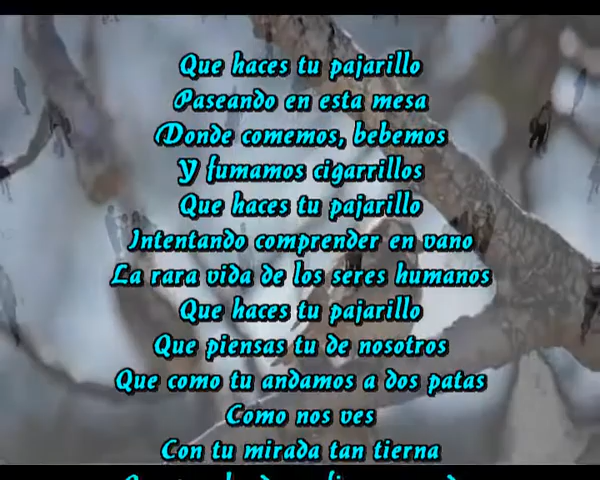 Que haces tu pajarillo
Paseando en esta mesa
Donde comemos, bebemos
Y fumamos cigarrillos
Que haces tu pajarillo
Intentando comprender en vano
La rara vida de los seres humanos
Que haces tu pajarillo
Que piensas tu de nosotros
Que como tu andamos a dos patas
Como nos ves
Con tu mirada tan tierna